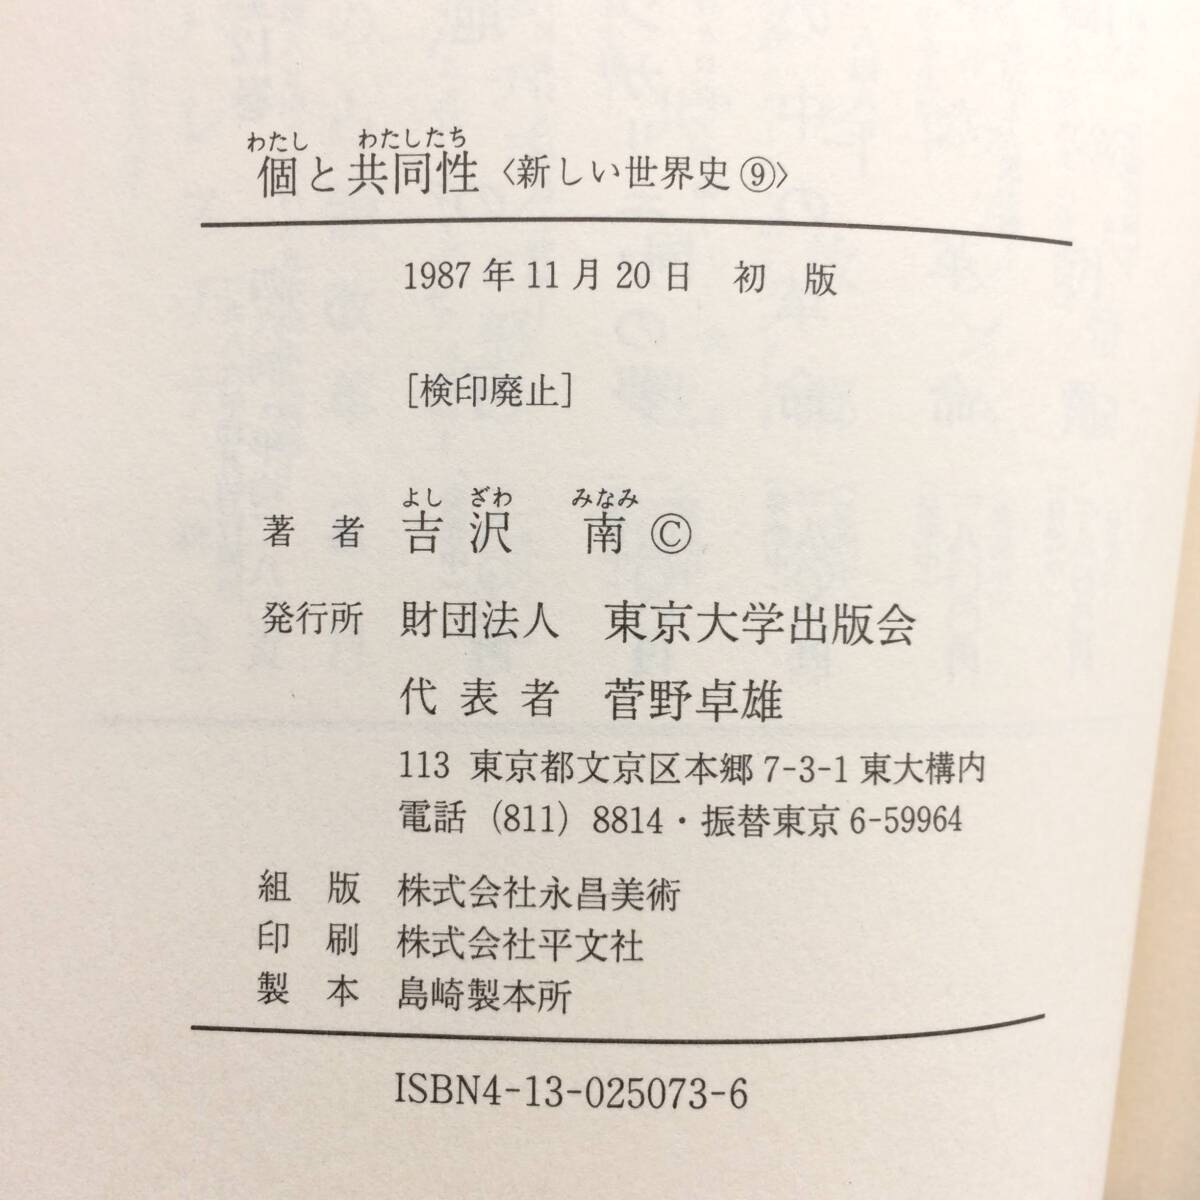 わたし わたしたち
個と共同性〈新しい世界史⑨〉
1987年11月20日 初版
[検印廃止]
よし ざわ みなみ
著者 吉沢 南©
発行所 財団法人 東京大学出版会
代表者 菅野卓雄
113 東京都文京区本郷7-3-1東大構内
電話 (811) 8814・振替東京6-59964
組版 株式会社永昌美術
印刷 株式会社平文社
製本 島崎製本所
ISBN4-13-025073-6